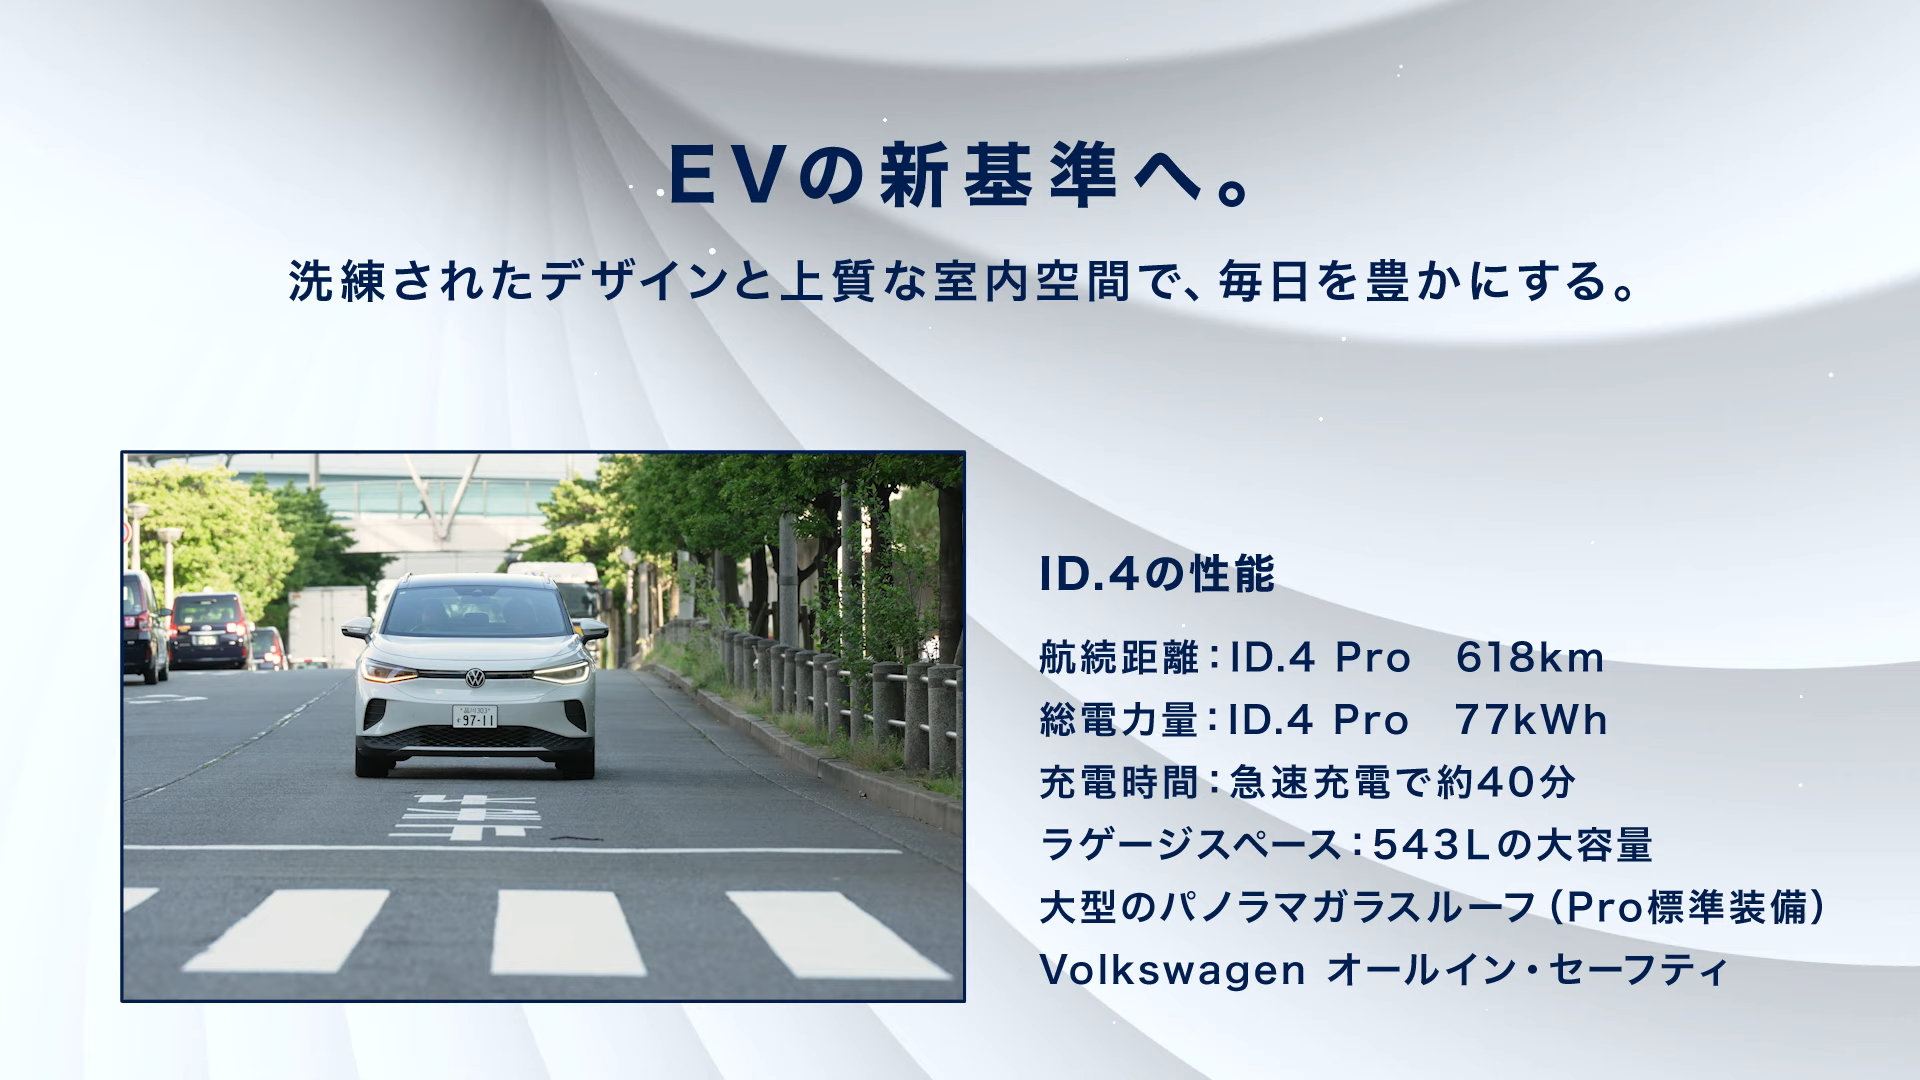 EVの新基準へ。
洗練されたデザインと上質な室内空間で、毎日を豊かにする。
品川 303
す 97-11
ID.4の性能
航続距離：ID.4 Pro　618km
総電力量：ID.4 Pro　77kWh
充電時間：急速充電で約40分
ラゲージスペース：543Lの大容量
大型のパノラマガラスルーフ（Pro標準装備）
Volkswagen オールイン・セーフティ